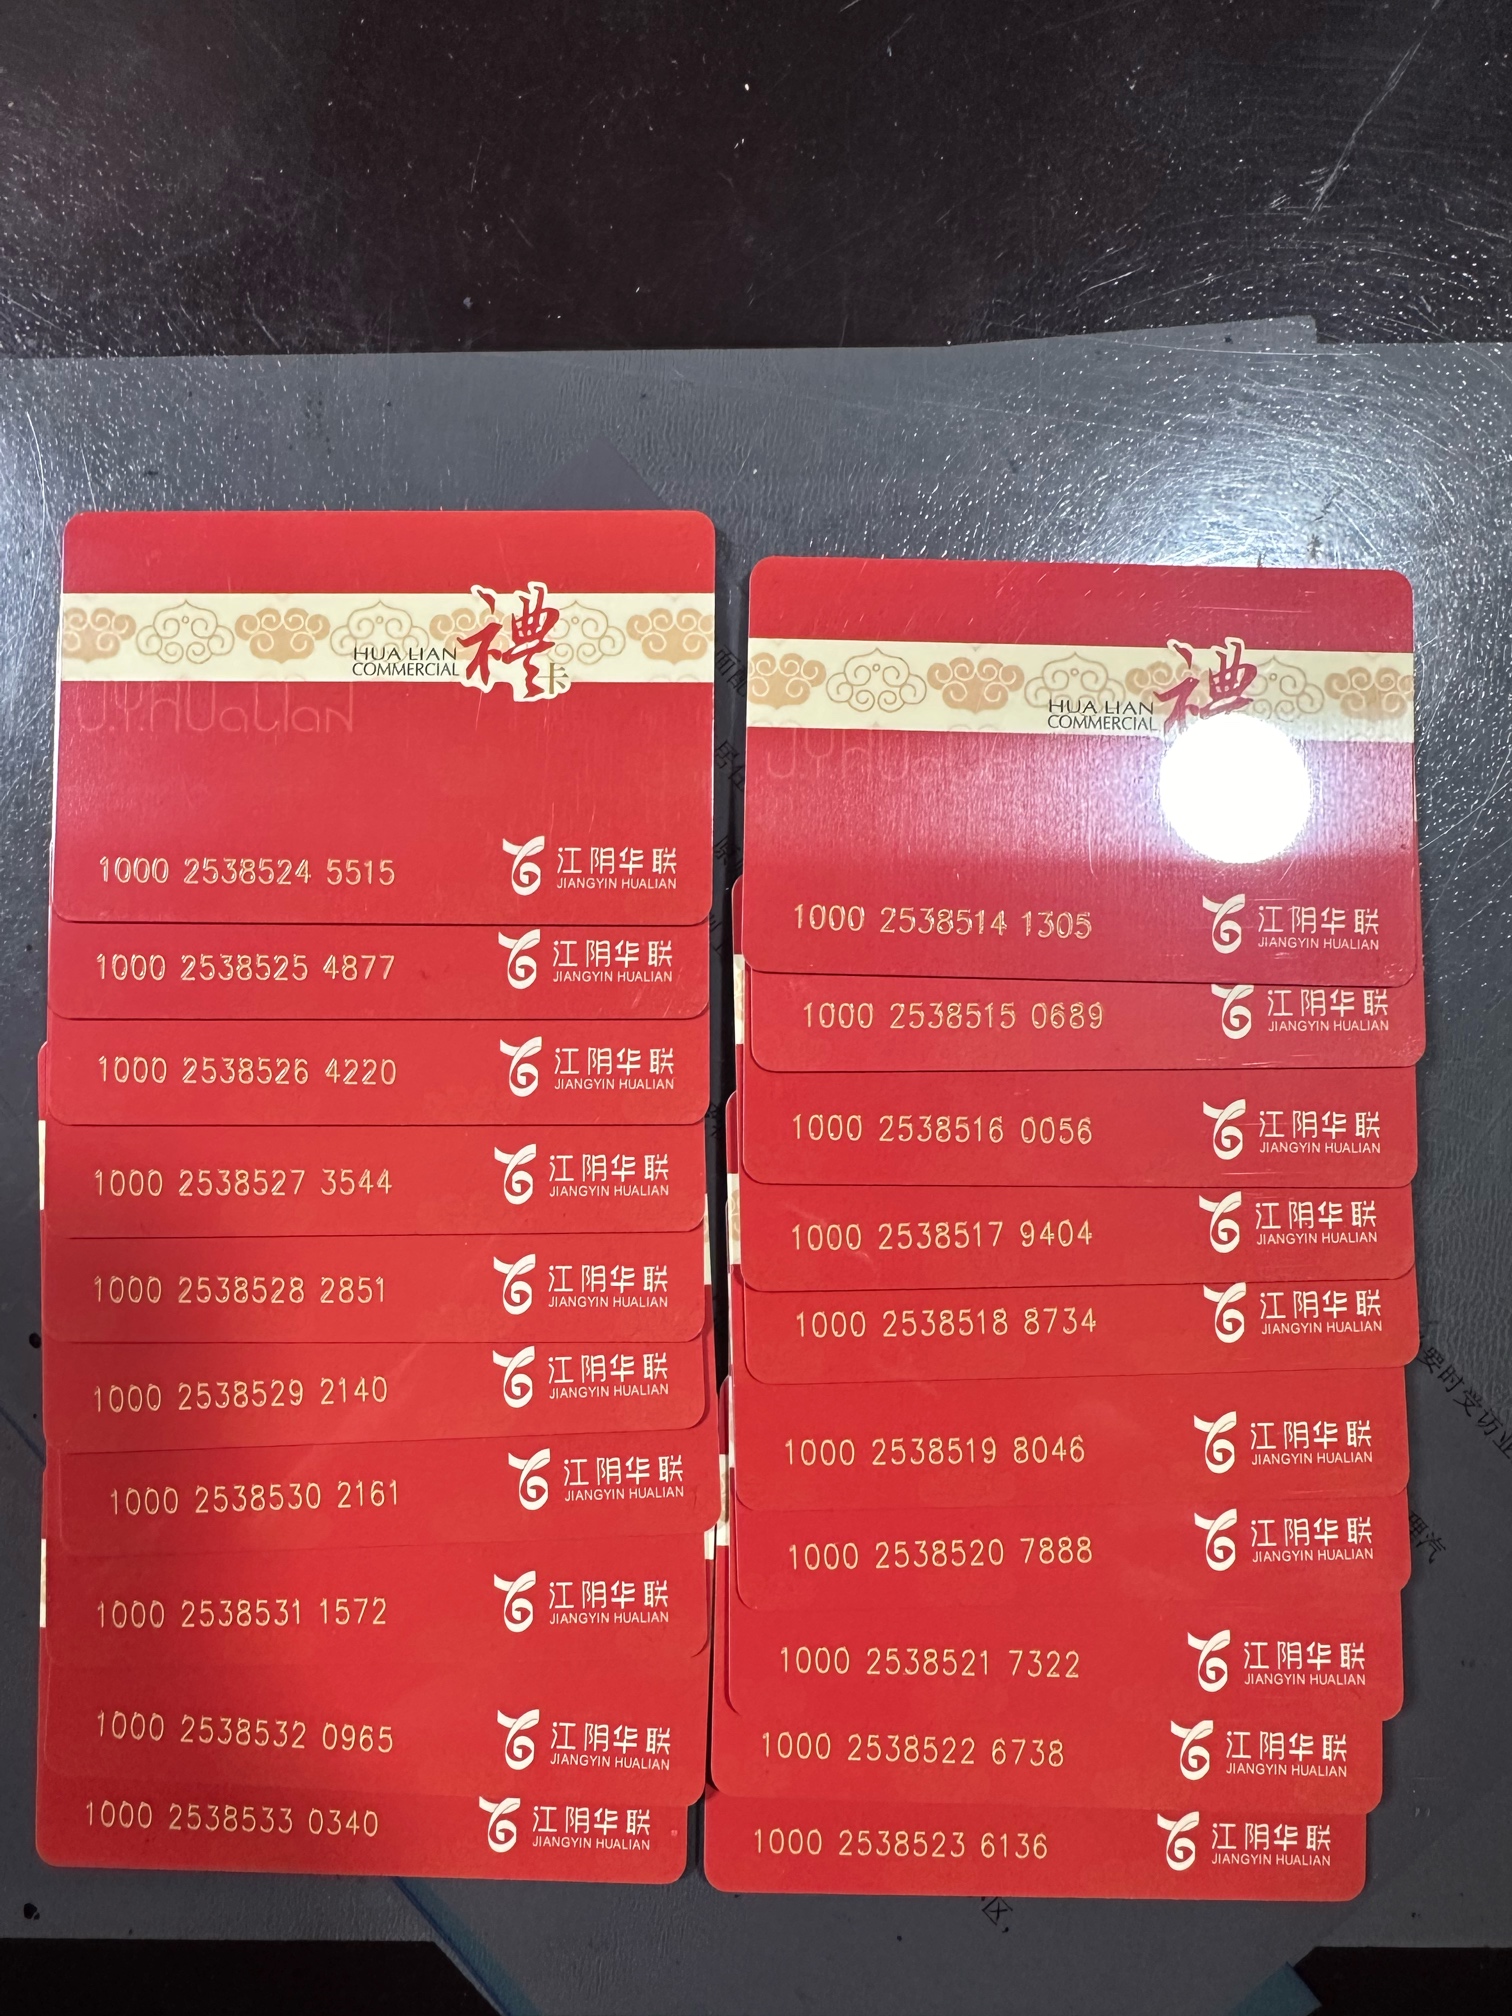 HUA LIAN
COMMERCIAL
禮卡
J.Y.HUaLIaN
1000 2538524 5515
江阴华联
JIANGYIN HUALIAN
1000 2538525 4877
江阴华联
JIANGYIN HUALIAN
1000 2538526 4220
江阴华联
JIANGYIN HUALIAN
1000 2538527 3544
江阴华联
JIANGYIN HUALIAN
1000 2538528 2851
江阴华联
JIANGYIN HUALIAN
1000 2538529 2140
江阴华联
JIANGYIN HUALIAN
1000 2538530 2161
江阴华联
JIANGYIN HUALIAN
1000 2538531 1572
江阴华联
JIANGYIN HUALIAN
1000 2538532 0965
江阴华联
JIANGYIN HUALIAN
1000 2538533 0340
江阴华联
JIANGYIN HUALIAN
HUA LIAN
COMMERCIAL
禮
1000 2538514 1305
江阴华联
JIANGYIN HUALIAN
1000 2538515 0689
江阴华联
JIANGYIN HUALIAN
1000 2538516 0056
江阴华联
JIANGYIN HUALIAN
1000 2538517 9404
江阴华联
JIANGYIN HUALIAN
1000 2538518 8734
江阴华联
JIANGYIN HUALIAN
1000 2538519 8046
江阴华联
JIANGYIN HUALIAN
1000 2538520 7888
江阴华联
JIANGYIN HUALIAN
1000 2538521 7322
江阴华联
JIANGYIN HUALIAN
1000 2538522 6738
江阴华联
JIANGYIN HUALIAN
1000 2538523 6136
江阴华联
JIANGYIN HUALIAN
要时受访业
理汽
区，